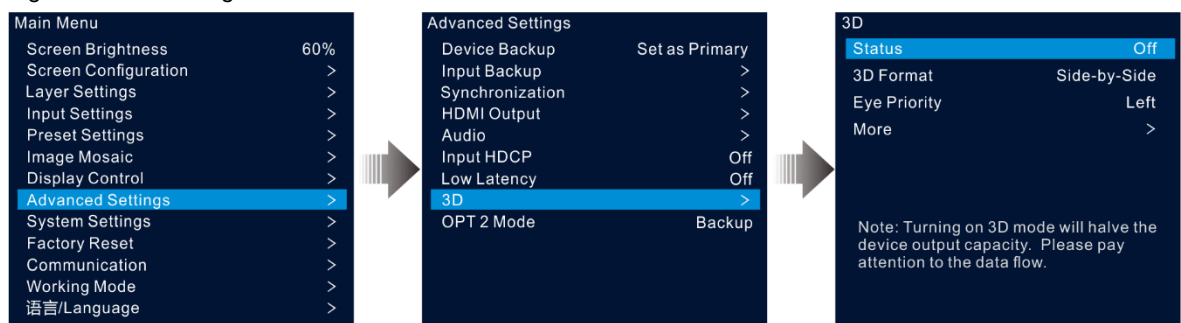 Main Menu
Screen Brightness 60%
Screen Configuration >
Layer Settings >
Input Settings >
Preset Settings >
Image Mosaic >
Display Control >
Advanced Settings >
System Settings >
Factory Reset >
Communication >
Working Mode >
语言/Language >
Advanced Settings
Device Backup Set as Primary
Input Backup >
Synchronization >
HDMI Output >
Audio >
Input HDCP Off
Low Latency Off
3D >
OPT 2 Mode Backup
3D
Status Off
3D Format Side-by-Side
Eye Priority Left
More >
Note: Turning on 3D mode will halve the
device output capacity. Please pay
attention to the data flow.